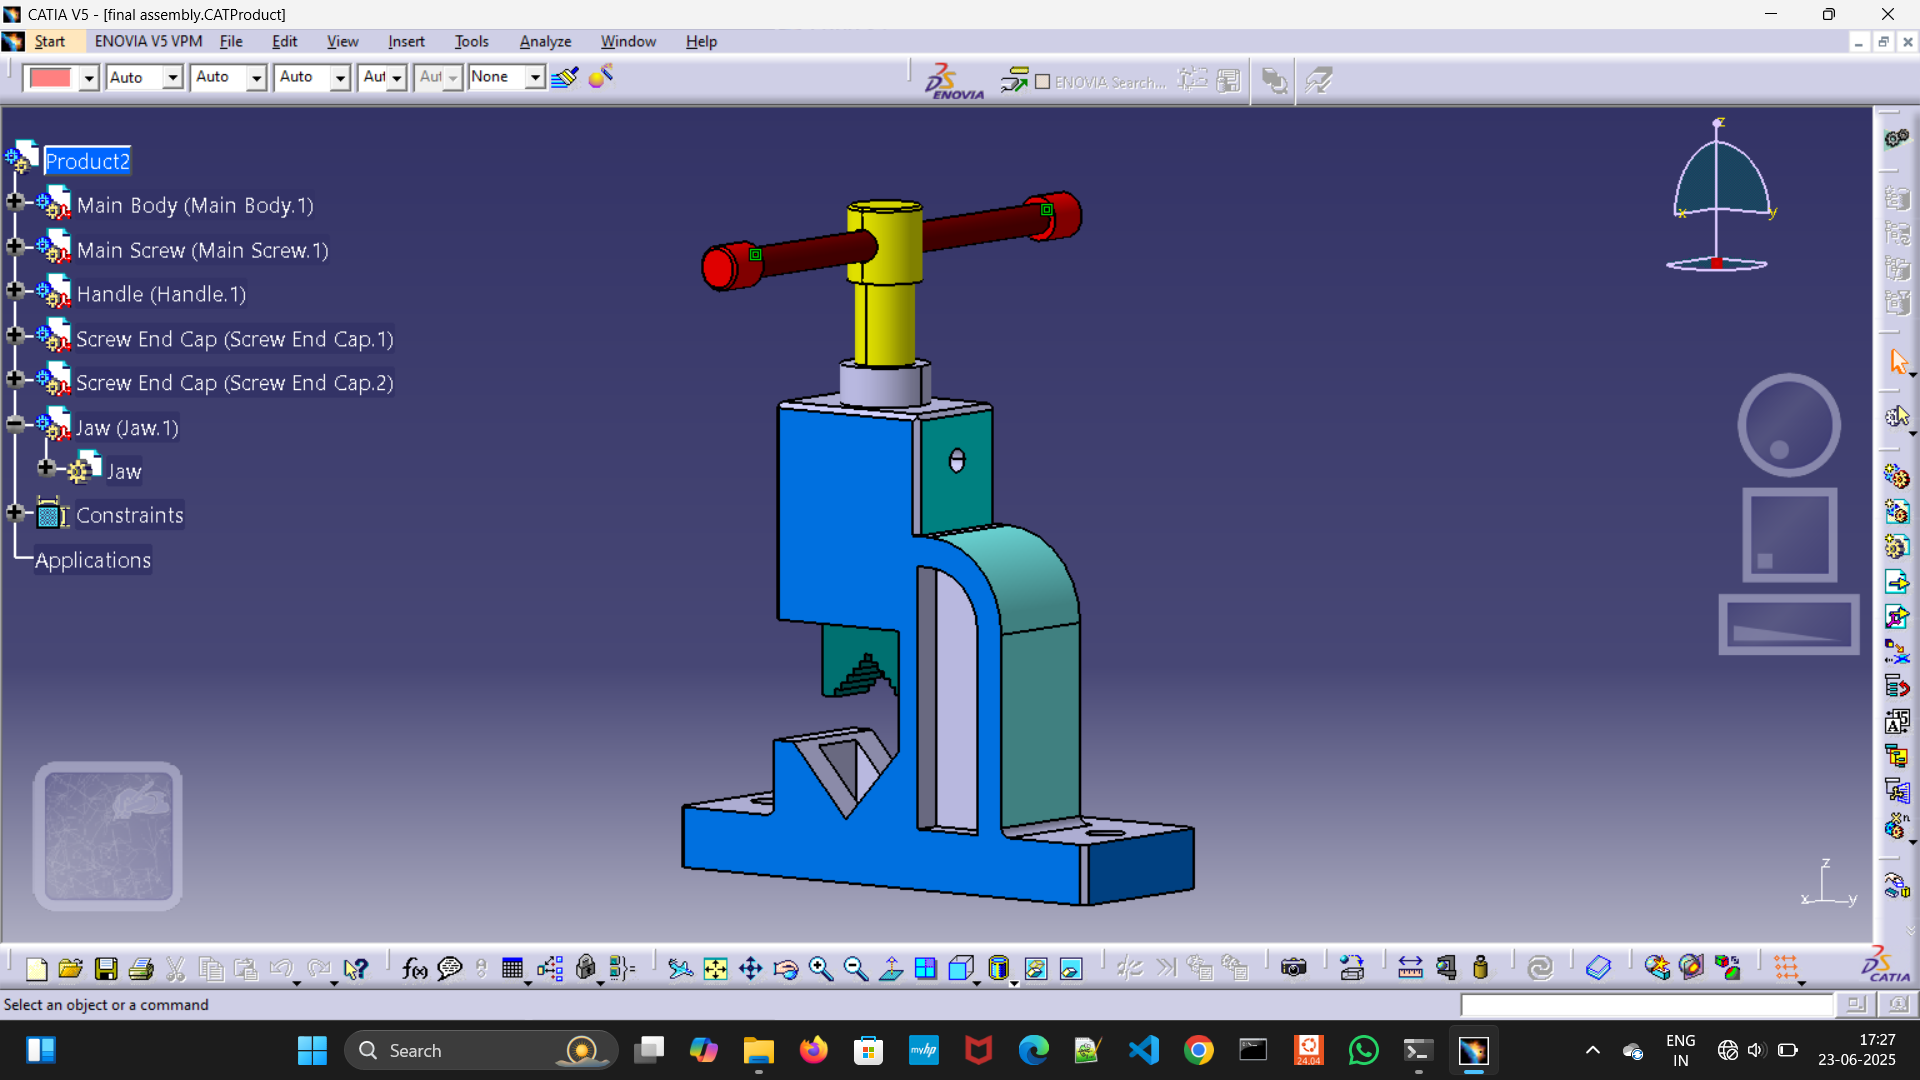 CATIA V5 - [final assembly.CATProduct]
Start ENOVIA V5 VPM File Edit View Insert Tools Analyze Window Help
Auto Auto Auto Aut Aut None ENOVIA ENOVIA Search...
z
x y
Product2
Main Body (Main Body.1)
Main Screw (Main Screw.1)
Handle (Handle.1)
Screw End Cap (Screw End Cap.1)
Screw End Cap (Screw End Cap.2)
Jaw (Jaw.1)
Jaw
Constraints
Applications
z
x y
f(x)
CATIA
Select an object or a command
Search
myhp
24.04
ENG
IN
17:27
23-06-2025